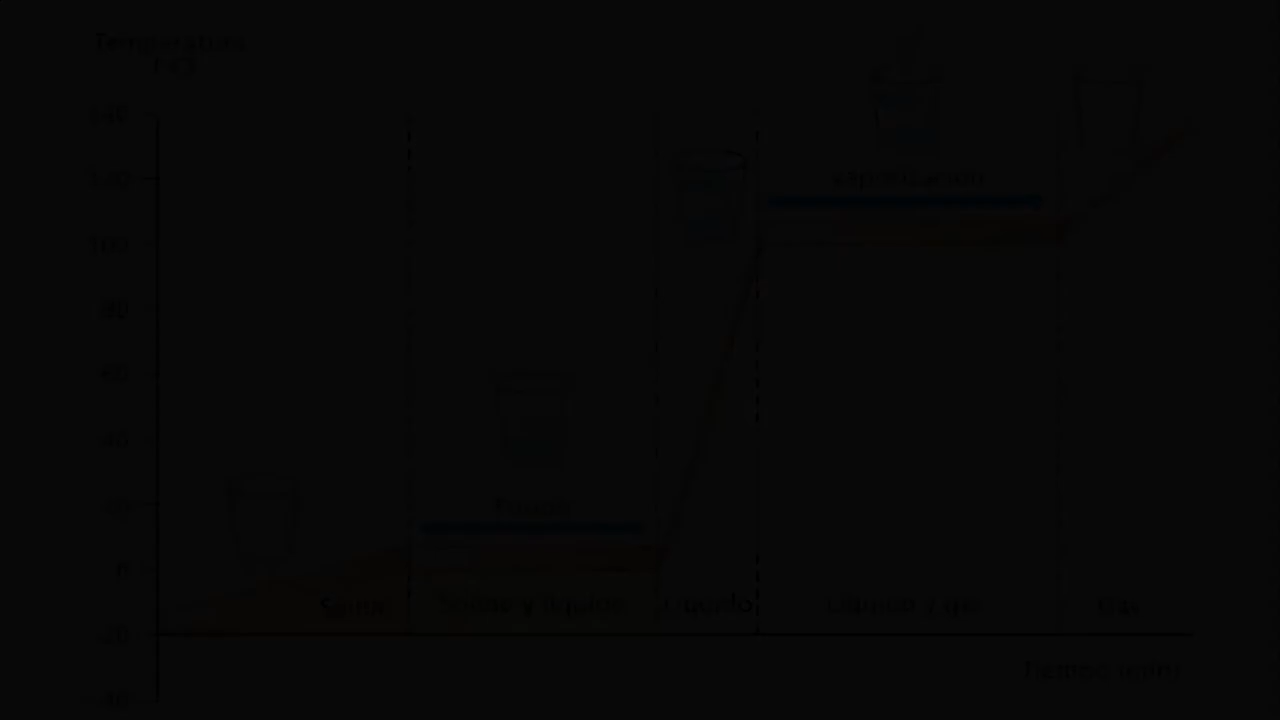 Temperatura
(ºC)
140
120
100
80
60
40
20
0
-20
Vaporización
Fusión
Sólido
Sólido y líquido
Líquido
Líquido y gas
Gas
Tiempo (min)